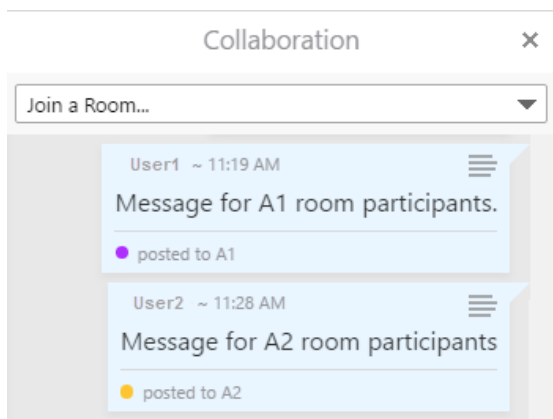 Collaboration
Join a Room...
User1 ~ 11:19 AM
Message for A1 room participants.
posted to A1
User2 ~ 11:28 AM
Message for A2 room participants
posted to A2